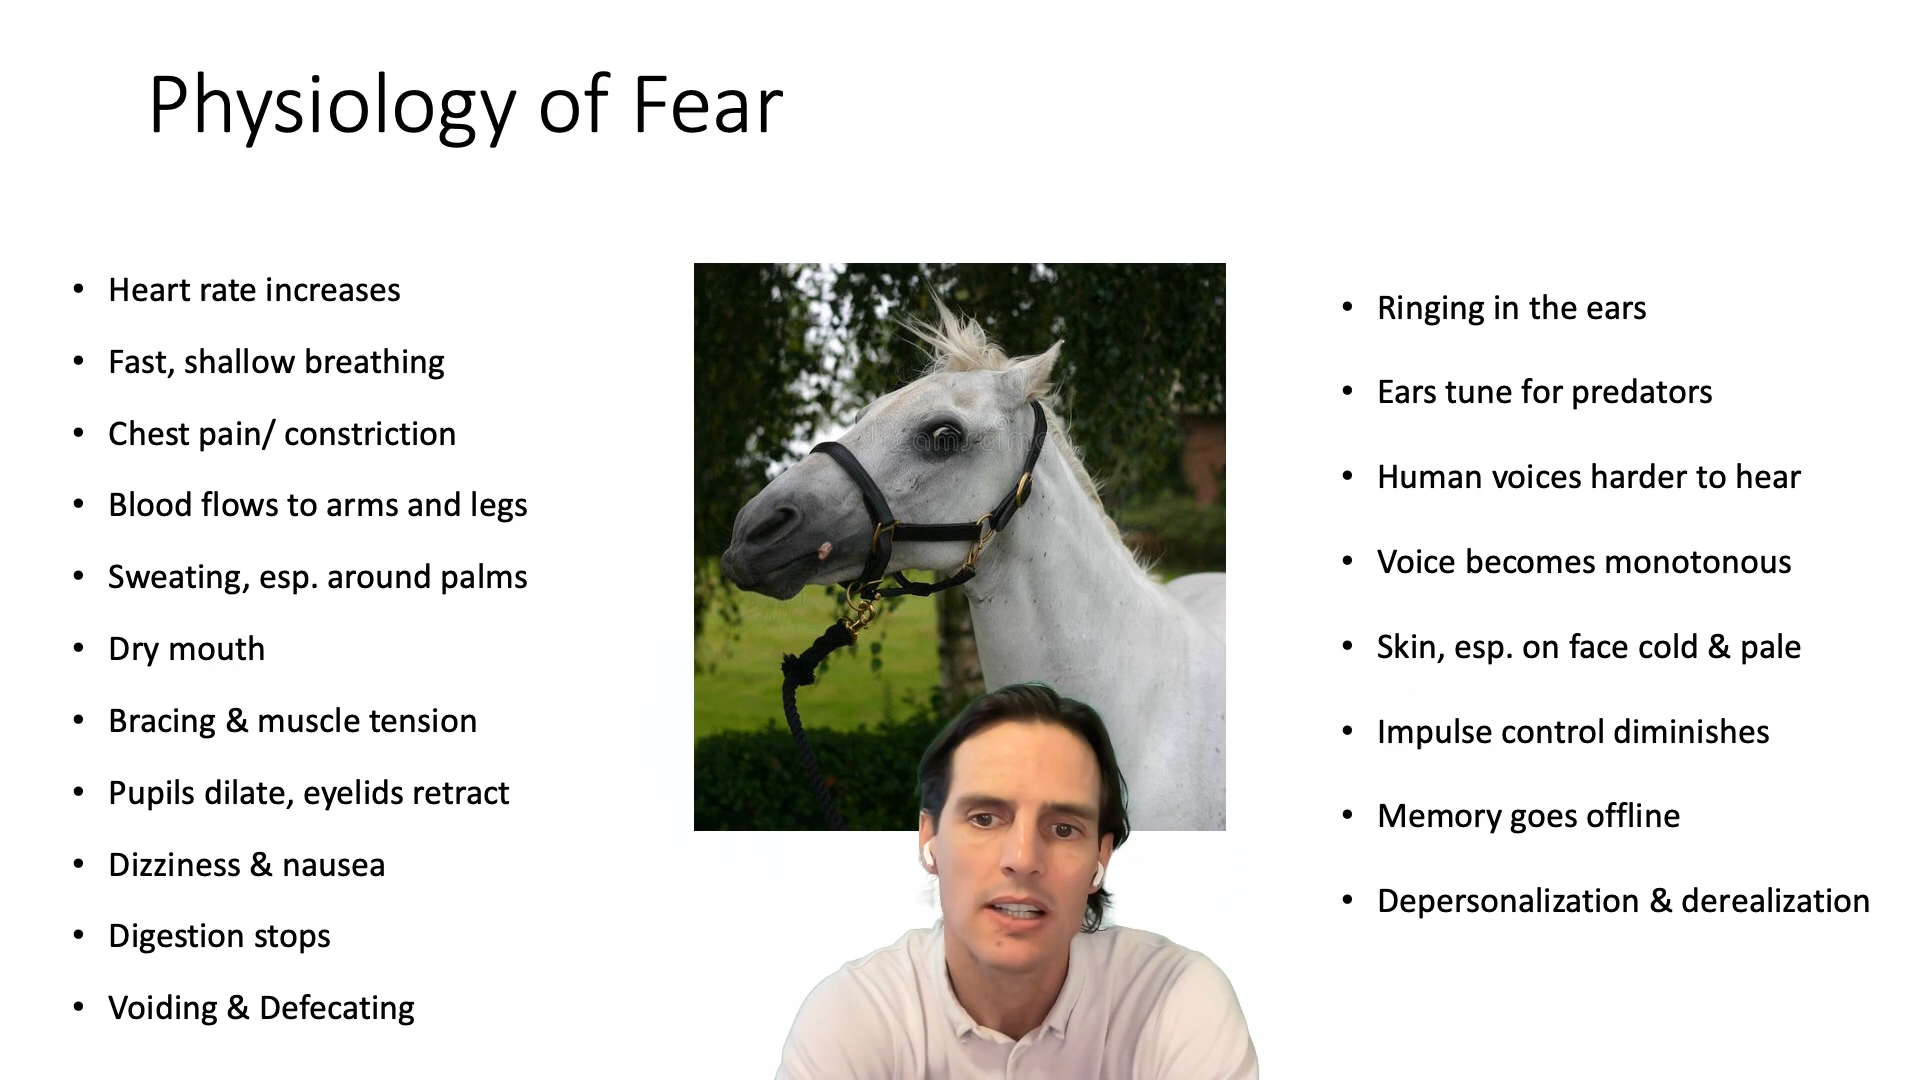 Physiology of Fear
• Heart rate increases
• Fast, shallow breathing
• Chest pain/ constriction
• Blood flows to arms and legs
• Sweating, esp. around palms
• Dry mouth
• Bracing & muscle tension
• Pupils dilate, eyelids retract
• Dizziness & nausea
• Digestion stops
• Voiding & Defecating
dreamstime
• Ringing in the ears
• Ears tune for predators
• Human voices harder to hear
• Voice becomes monotonous
• Skin, esp. on face cold & pale
• Impulse control diminishes
• Memory goes offline
• Depersonalization & derealization